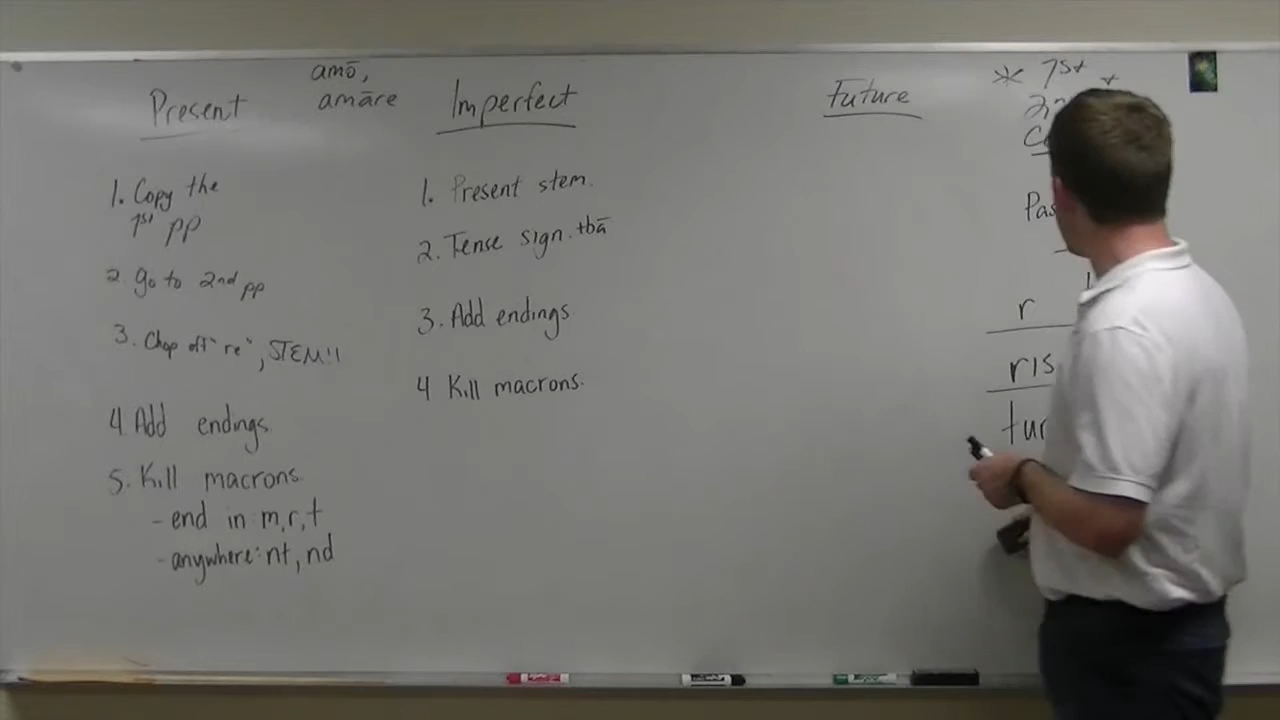 Present
amō,
amāre
1. Copy the
1st pp
2. Go to 2nd pp
3. Chop off "re", STEM!!
4. Add endings
5. Kill macrons.
- end in m, r, t
- anywhere: nt, nd
Imperfect
1. Present stem.
2. Tense sign. +bā
3. Add endings
4 Kill macrons.
Future
* 1st +
r
ris
tur